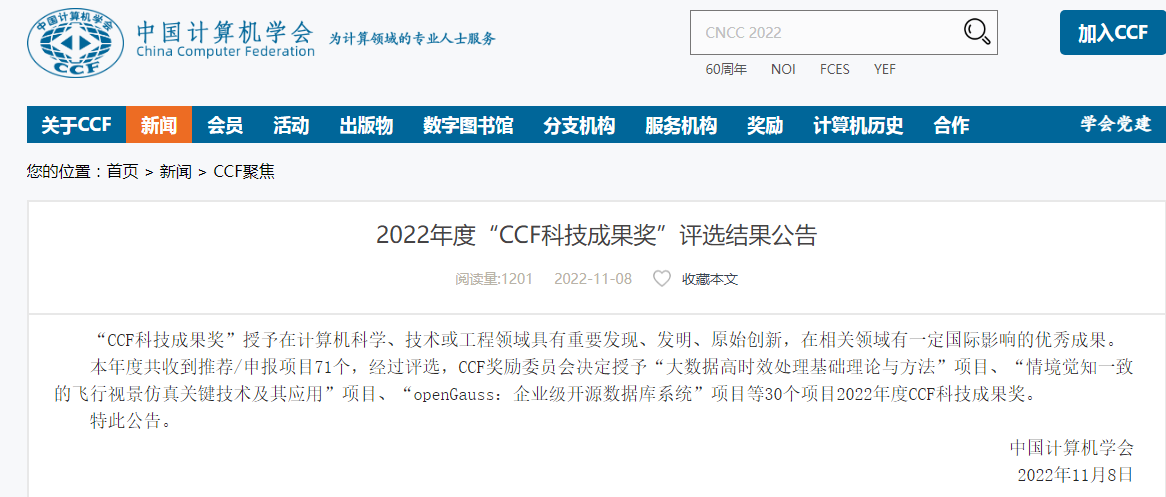 中国计算机学会
CCF
中国计算机学会
China Computer Federation
为计算领域的专业人士服务
CNCC 2022
加入CCF
60周年 NOI FCES YEF
关于CCF 新闻 会员 活动 出版物 数字图书馆 分支机构 服务机构 奖励 计算机历史 合作 学会党建
您的位置：首页 > 新闻 > CCF聚焦
2022年度“CCF科技成果奖”评选结果公告
阅读量:1201 2022-11-08 收藏本文
“CCF科技成果奖”授予在计算机科学、技术或工程领域具有重要发现、发明、原始创新，在相关领域有一定国际影响的优秀成果。
本年度共收到推荐/申报项目71个，经过评选，CCF奖励委员会决定授予“大数据高时效处理基础理论与方法”项目、“情境觉知一致
的飞行视景仿真关键技术及其应用”项目、“openGauss：企业级开源数据库系统”项目等30个项目2022年度CCF科技成果奖。
特此公告。
中国计算机学会
2022年11月8日